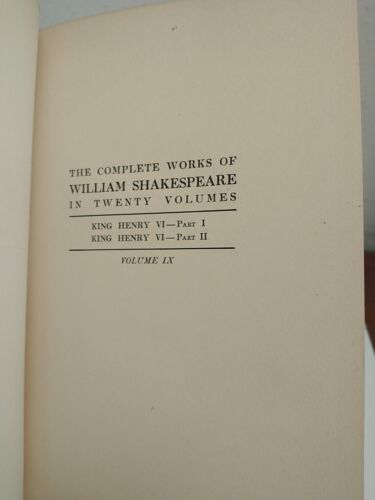 THE COMPLETE WORKS OF
WILLIAM SHAKESPEARE
IN TWENTY VOLUMES
KING HENRY VI—PART I
KING HENRY VI—PART II
VOLUME IX